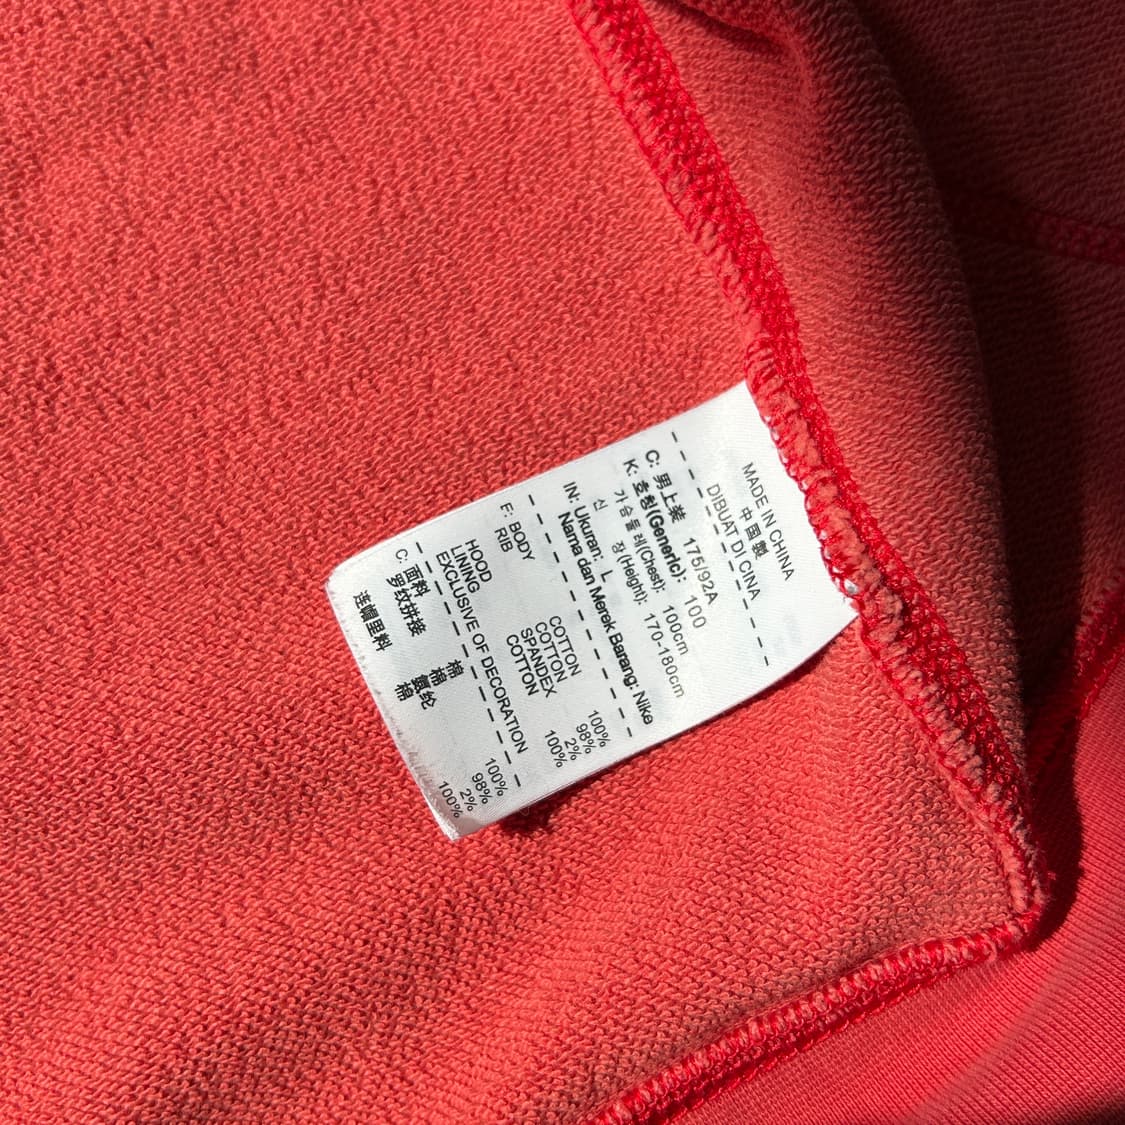 MADE IN CHINA
中国製
DIBUAT DI CINA
C: 男上装 175/92A
K: 호칭(Generic): 100
가슴둘레(Chest): 100cm
신 장(Height): 170-180cm
IN: Ukuran: L
Nama dan Merek Barang: Nike
E: BODY COTTON 100%
RIB COTTON 98%
SPANDEX 2%
HOOD LINING COTTON 100%
EXCLUSIVE OF DECORATION
C: 面料 棉 100%
罗纹拼接 棉 98%
氨纶 2%
连帽里料 棉 100%